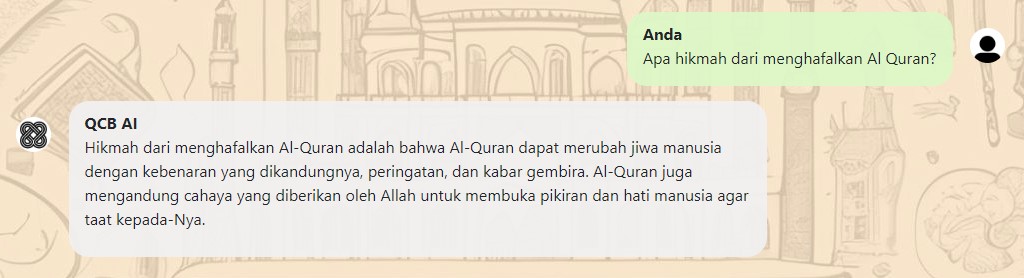 Anda
Apa hikmah dari menghafalkan Al Quran?
QCB AI
Hikmah dari menghafalkan Al-Quran adalah bahwa Al-Quran dapat merubah jiwa manusia
dengan kebenaran yang dikandungnya, peringatan, dan kabar gembira. Al-Quran juga
mengandung cahaya yang diberikan oleh Allah untuk membuka pikiran dan hati manusia agar
taat kepada-Nya.